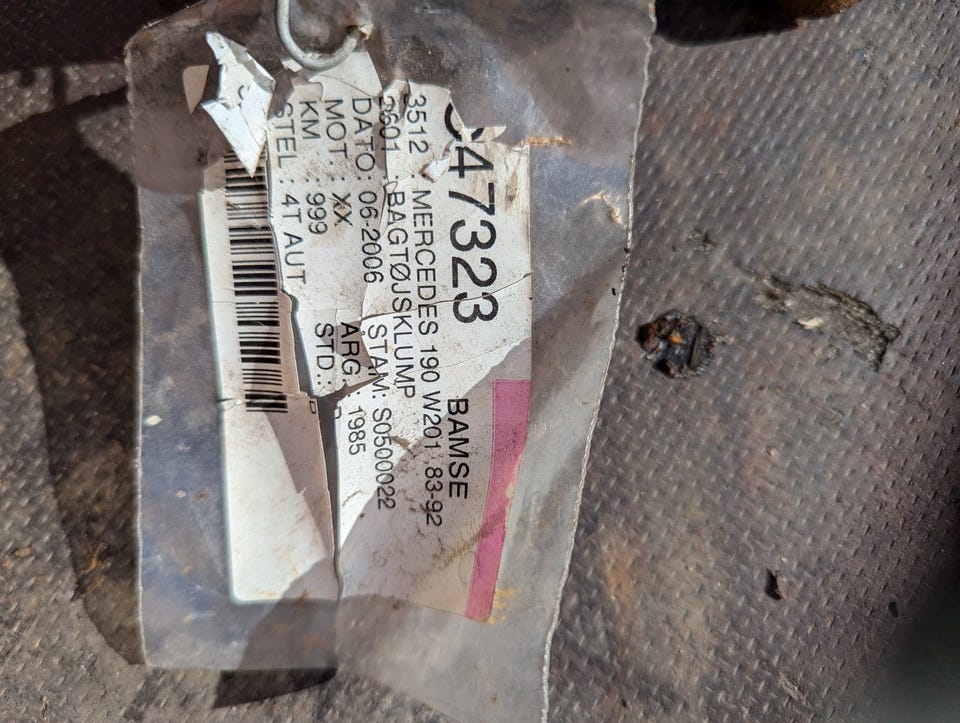 47323 BAMSE
3512 MERCEDES 190 W201 83-92
2601 BAGTØJSKLUMP
DATO: 06-2006 STAM: S0500022
MOT: XX ARG 1985
KM 999 STD.:
STEL : 4T AUT